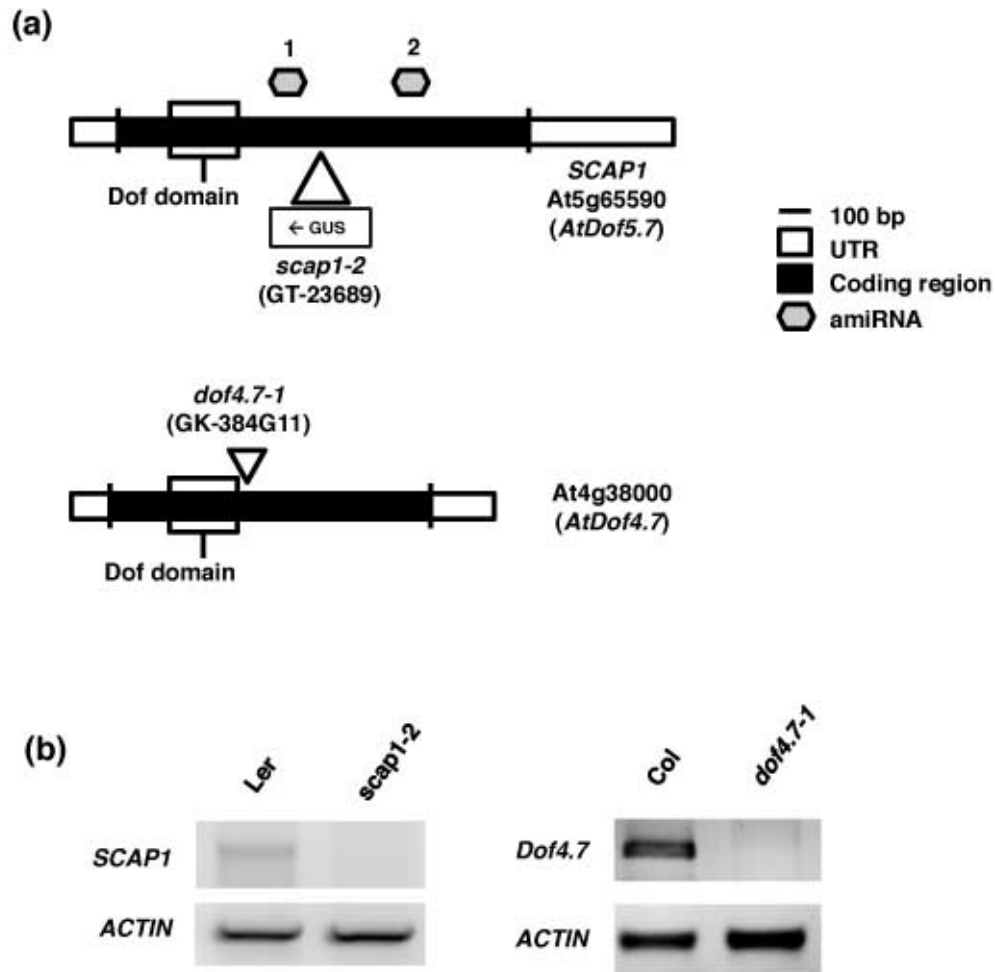 (a)
1 2
Dof domain
← GUS
scap1-2
(GT-23689)
SCAP1
At5g65590
(AtDof5.7)
100 bp
UTR
Coding region
amiRNA
dof4.7-1
(GK-384G11)
Dof domain
At4g38000
(AtDof4.7)
(b)
Ler scap1-2
SCAP1
ACTIN
Col dof4.7-1
Dof4.7
ACTIN